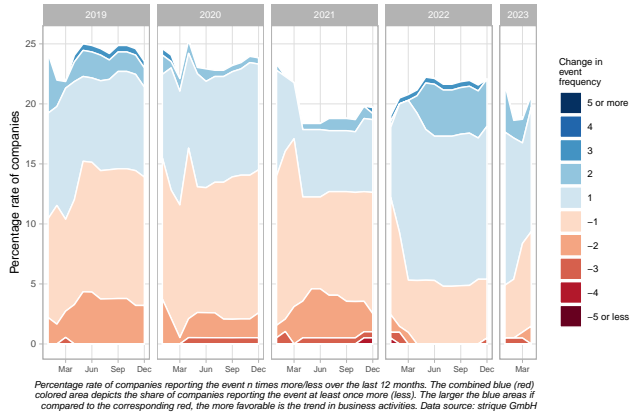 2019 2020 2021 2022 2023
Percentage rate of companies
25
20
15
10
5
0
Mar Jun Sep Dec Mar Jun Sep Dec Mar Jun Sep Dec Mar Jun Sep Dec Mar
Change in
event
frequency
5 or more
4
3
2
1
−1
−2
−3
−4
−5 or less
Percentage rate of companies reporting the event n times more/less over the last 12 months. The combined blue (red)
colored area depicts the share of companies reporting the event at least once more (less). The larger the blue areas if
compared to the corresponding red, the more favorable is the trend in business activities. Data source: strique GmbH